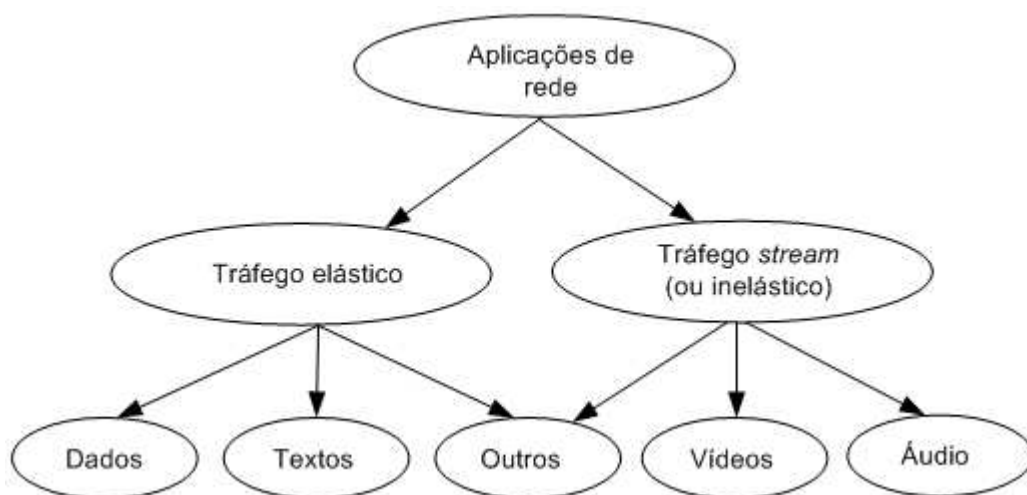 Aplicações de
rede
Tráfego elástico
Tráfego stream
(ou inelástico)
Dados
Textos
Outros
Vídeos
Áudio